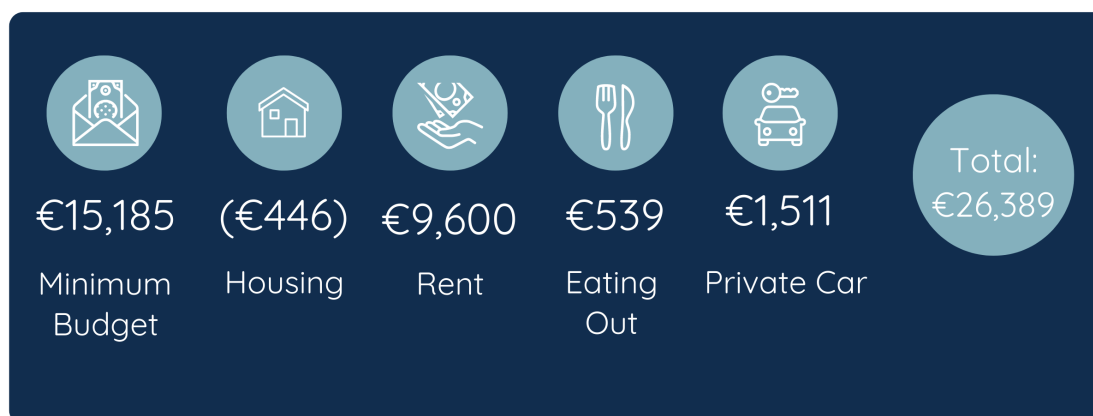 €15,185
Minimum
Budget
(€446)
Housing
€9,600
Rent
€539
Eating
Out
€1,511
Private Car
Total:
€26,389